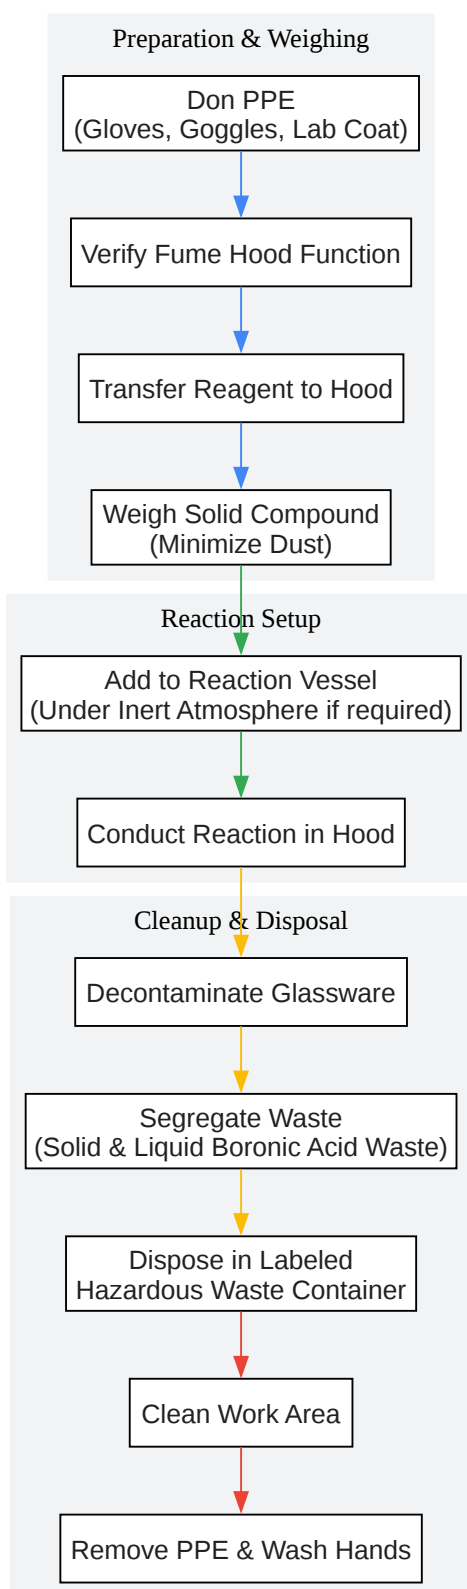 Preparation & Weighing
Don PPE
(Gloves, Goggles, Lab Coat)
Verify Fume Hood Function
Transfer Reagent to Hood
Weigh Solid Compound
(Minimize Dust)
Reaction Setup
Add to Reaction Vessel
(Under Inert Atmosphere if required)
Conduct Reaction in Hood
Cleanup & Disposal
Decontaminate Glassware
Segregate Waste
(Solid & Liquid Boronic Acid Waste)
Dispose in Labeled
Hazardous Waste Container
Clean Work Area
Remove PPE & Wash Hands